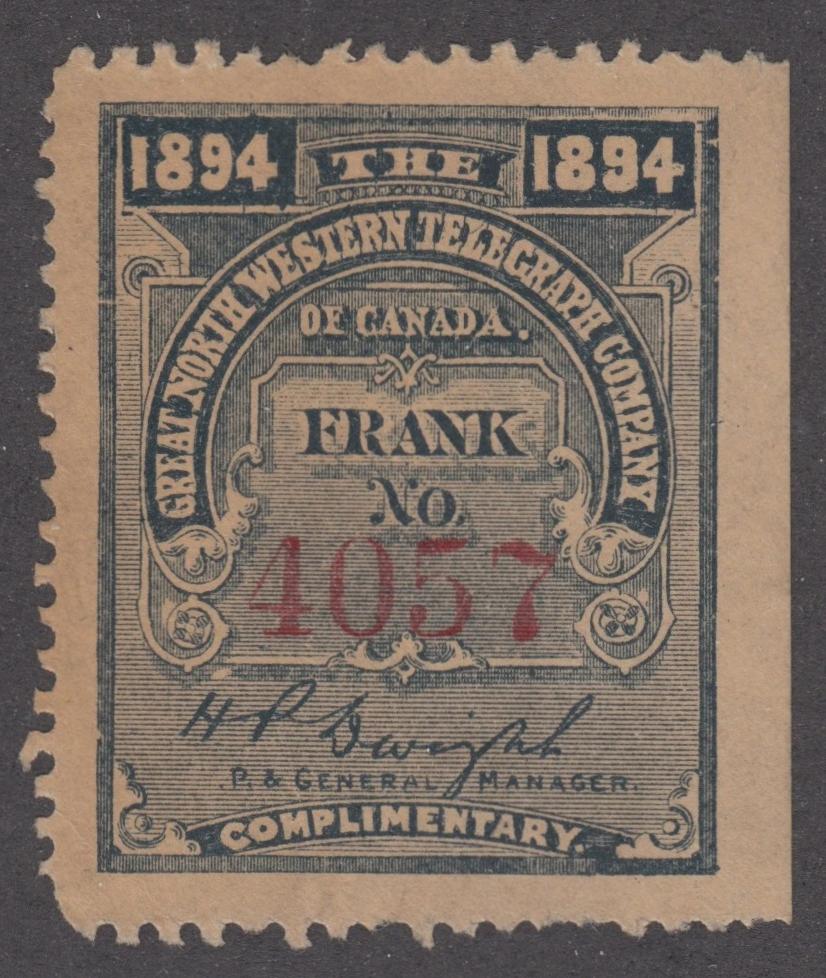 1894 THE 1894
GREAT NORTH WESTERN TELEGRAPH COMPANY
OF CANADA.
FRANK
No.
4057
H P Dwight
P. & GENERAL MANAGER.
COMPLIMENTARY.